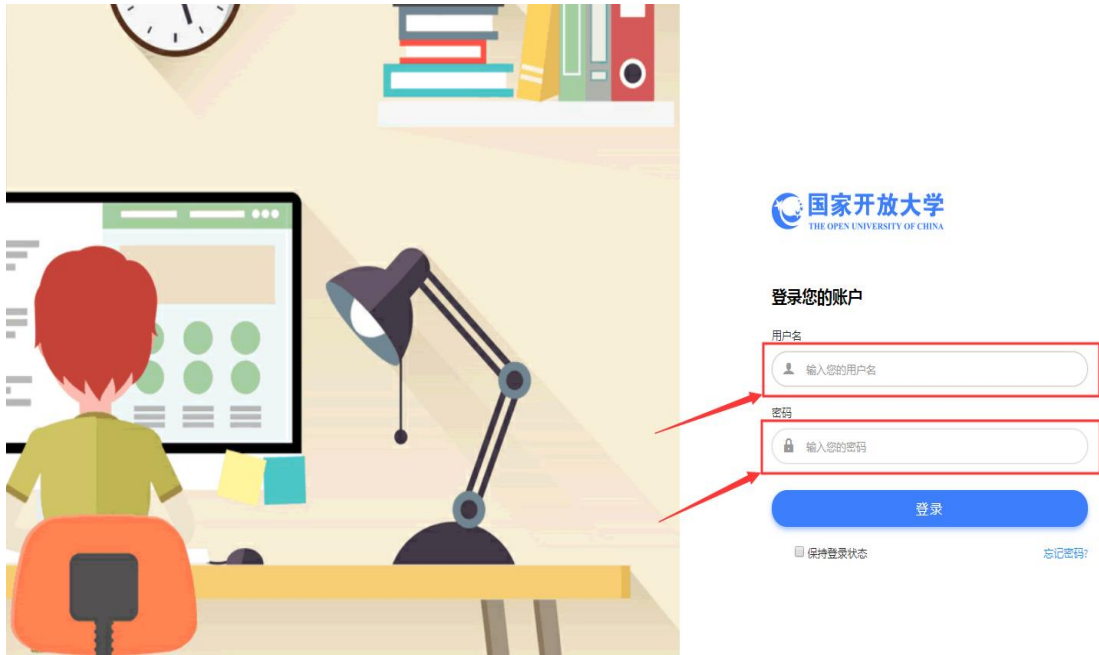 国家开放大学
THE OPEN UNIVERSITY OF CHINA
登录您的账户
用户名
输入您的用户名
密码
输入您的密码
登录
保持登录状态
忘记密码?